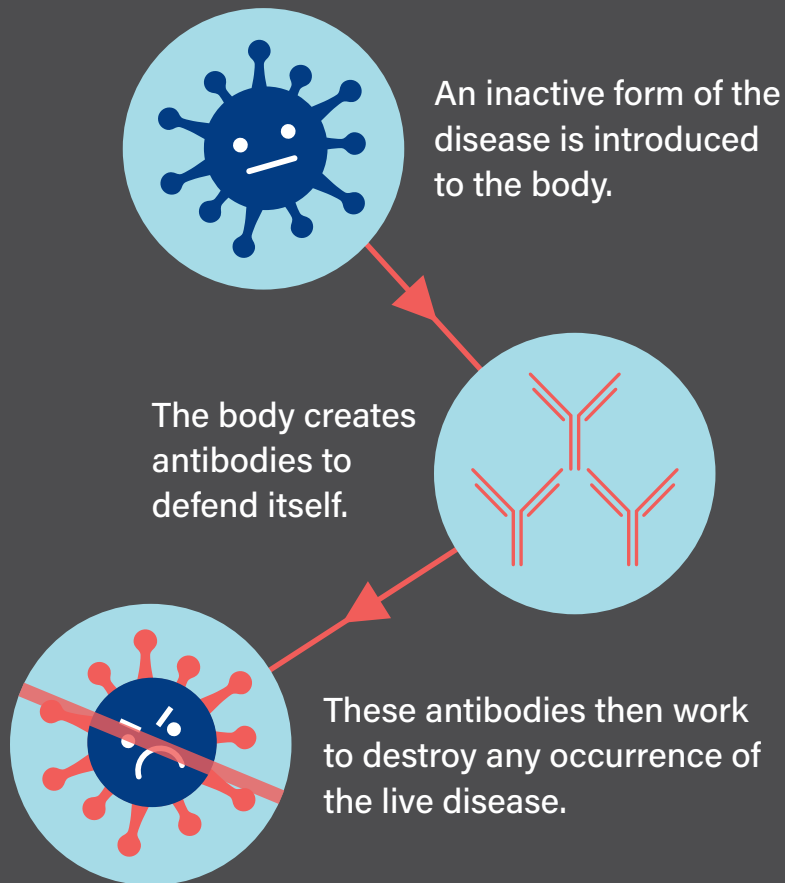 An inactive form of the
disease is introduced
to the body.
The body creates
antibodies to
defend itself.
These antibodies then work
to destroy any occurrence of
the live disease.